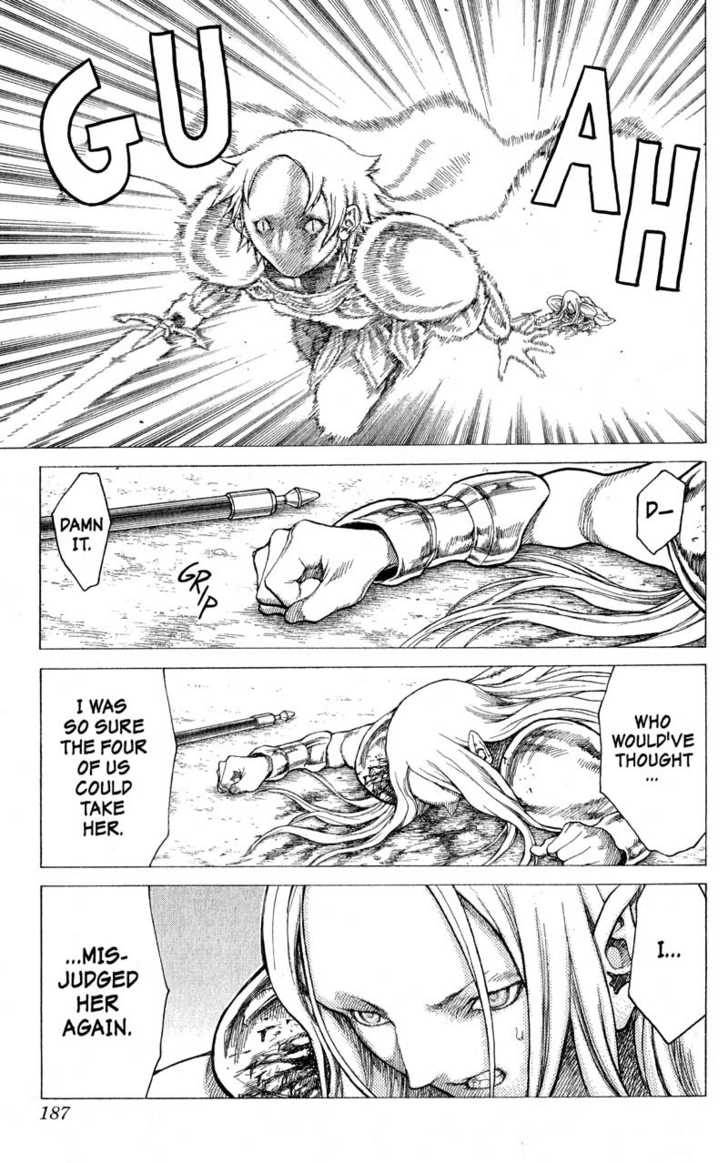 GU
AH
D—
DAMN
IT.
GRIP
WHO
WOULD'VE
THOUGHT
...
I WAS
SO SURE
THE FOUR
OF US
COULD
TAKE
HER.
I...
...MIS-
JUDGED
HER
AGAIN.
187